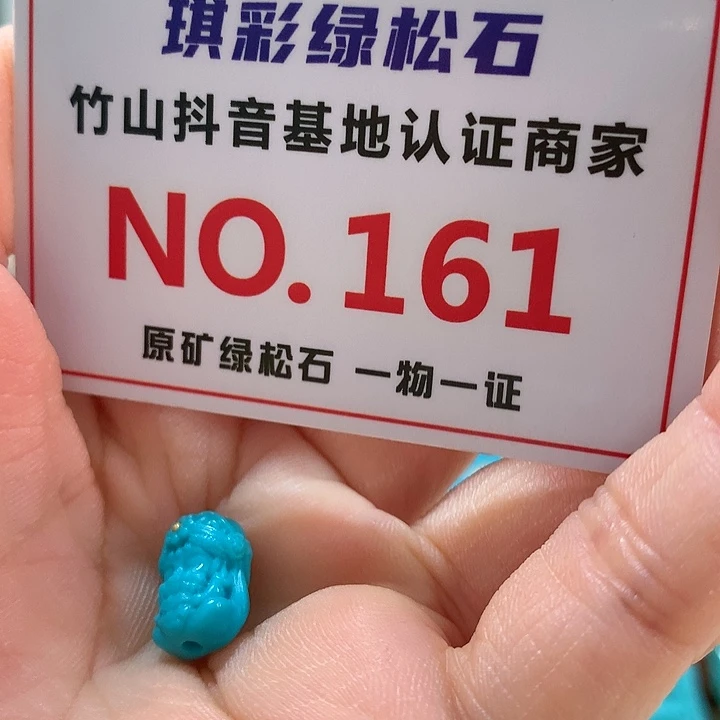 琪彩绿松石
竹山抖音基地认证商家
NO.161
原矿绿松石 一物一证